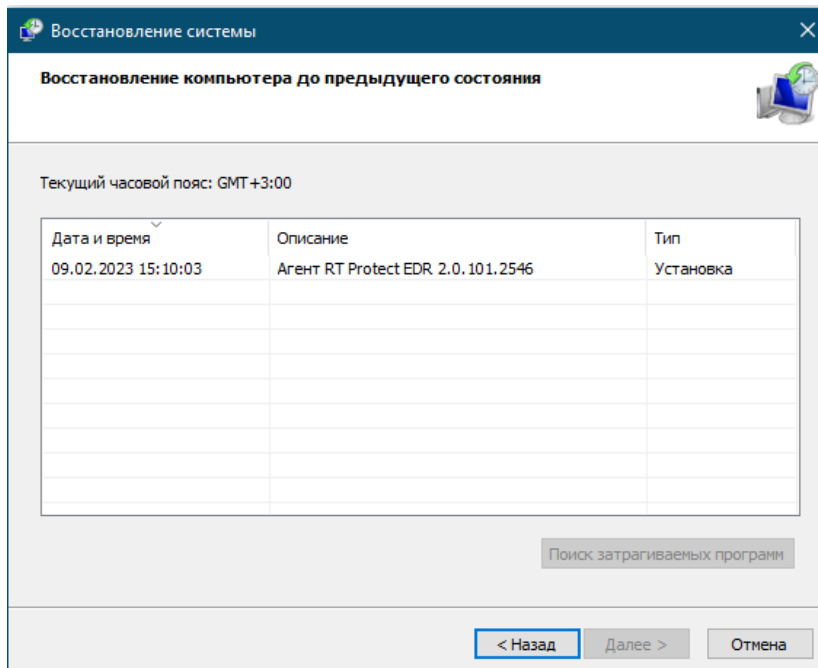 Восстановление системы
Восстановление компьютера до предыдущего состояния
Текущий часовой пояс: GMT+3:00
Дата и время Описание Тип
09.02.2023 15:10:03 Агент RT Protect EDR 2.0.101.2546 Установка
Поиск затрагиваемых программ
< Назад Далее > Отмена